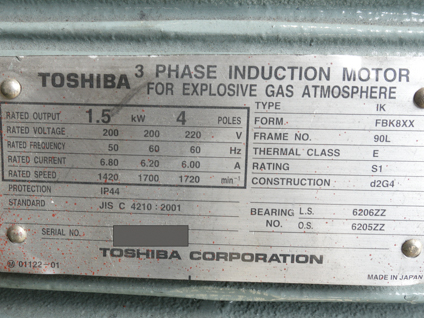 TOSHIBA 3 PHASE INDUCTION MOTOR
FOR EXPLOSIVE GAS ATMOSPHERE
RATED OUTPUT 1.5 kW 4 POLES
RATED VOLTAGE 200 200 220 V
RATED FREQUENCY 50 60 60 Hz
RATED CURRENT 6.80 6.20 6.00 A
RATED SPEED 1420 1700 1720 min⁻¹
PROTECTION IP44
STANDARD JIS C 4210:2001
SERIAL NO.
TYPE IK
FORM FBK8XX
FRAME NO. 90L
THERMAL CLASS E
RATING S1
CONSTRUCTION d2G4
BEARING L.S. 6206ZZ
NO. O.S. 6205ZZ
TOSHIBA CORPORATION
01122-01
MADE IN JAPAN